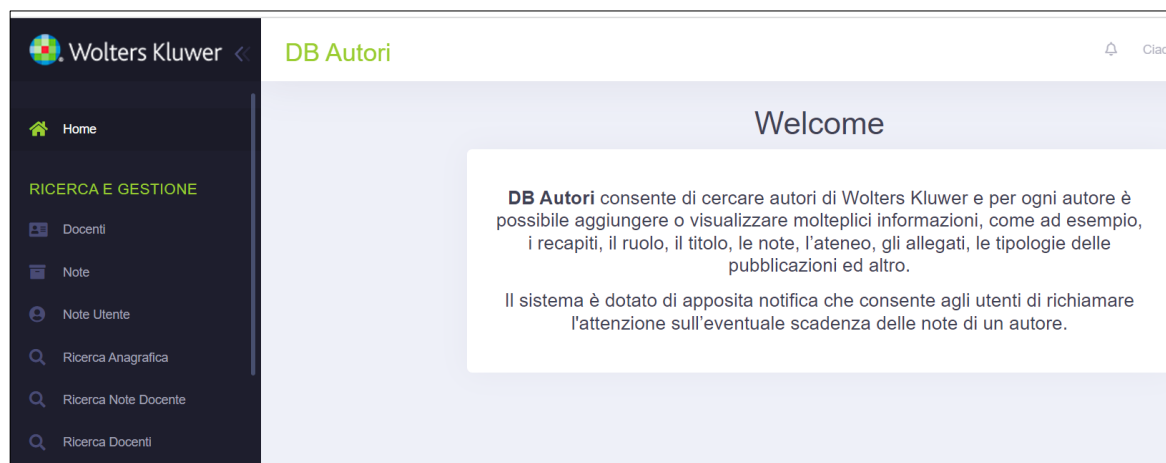 Wolters Kluwer
DB Autori
Home
RICERCA E GESTIONE
Docenti
Note
Note Utente
Ricerca Anagrafica
Ricerca Note Docente
Ricerca Docenti
Welcome
DB Autori consente di cercare autori di Wolters Kluwer e per ogni autore è
possibile aggiungere o visualizzare molteplici informazioni, come ad esempio,
i recapiti, il ruolo, il titolo, le note, l'ateneo, gli allegati, le tipologie delle
pubblicazioni ed altro.
Il sistema è dotato di apposita notifica che consente agli utenti di richiamare
l'attenzione sull'eventuale scadenza delle note di un autore.